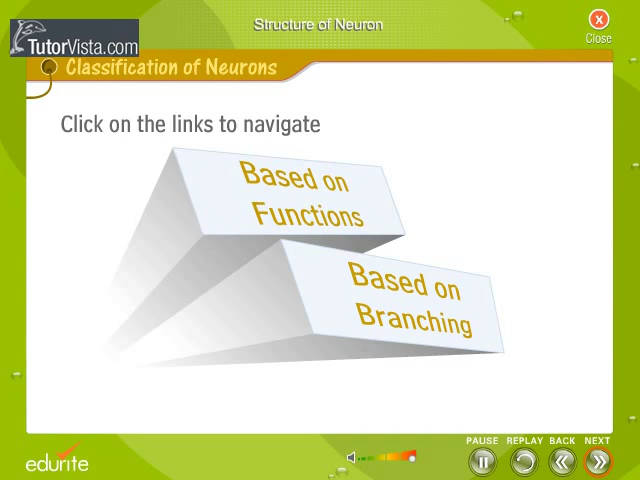 Structure of Neuron
Close
TutorVista.com
Classification of Neurons
Click on the links to navigate
Based on
Functions
Based on
Branching
PAUSE REPLAY BACK NEXT
edurite